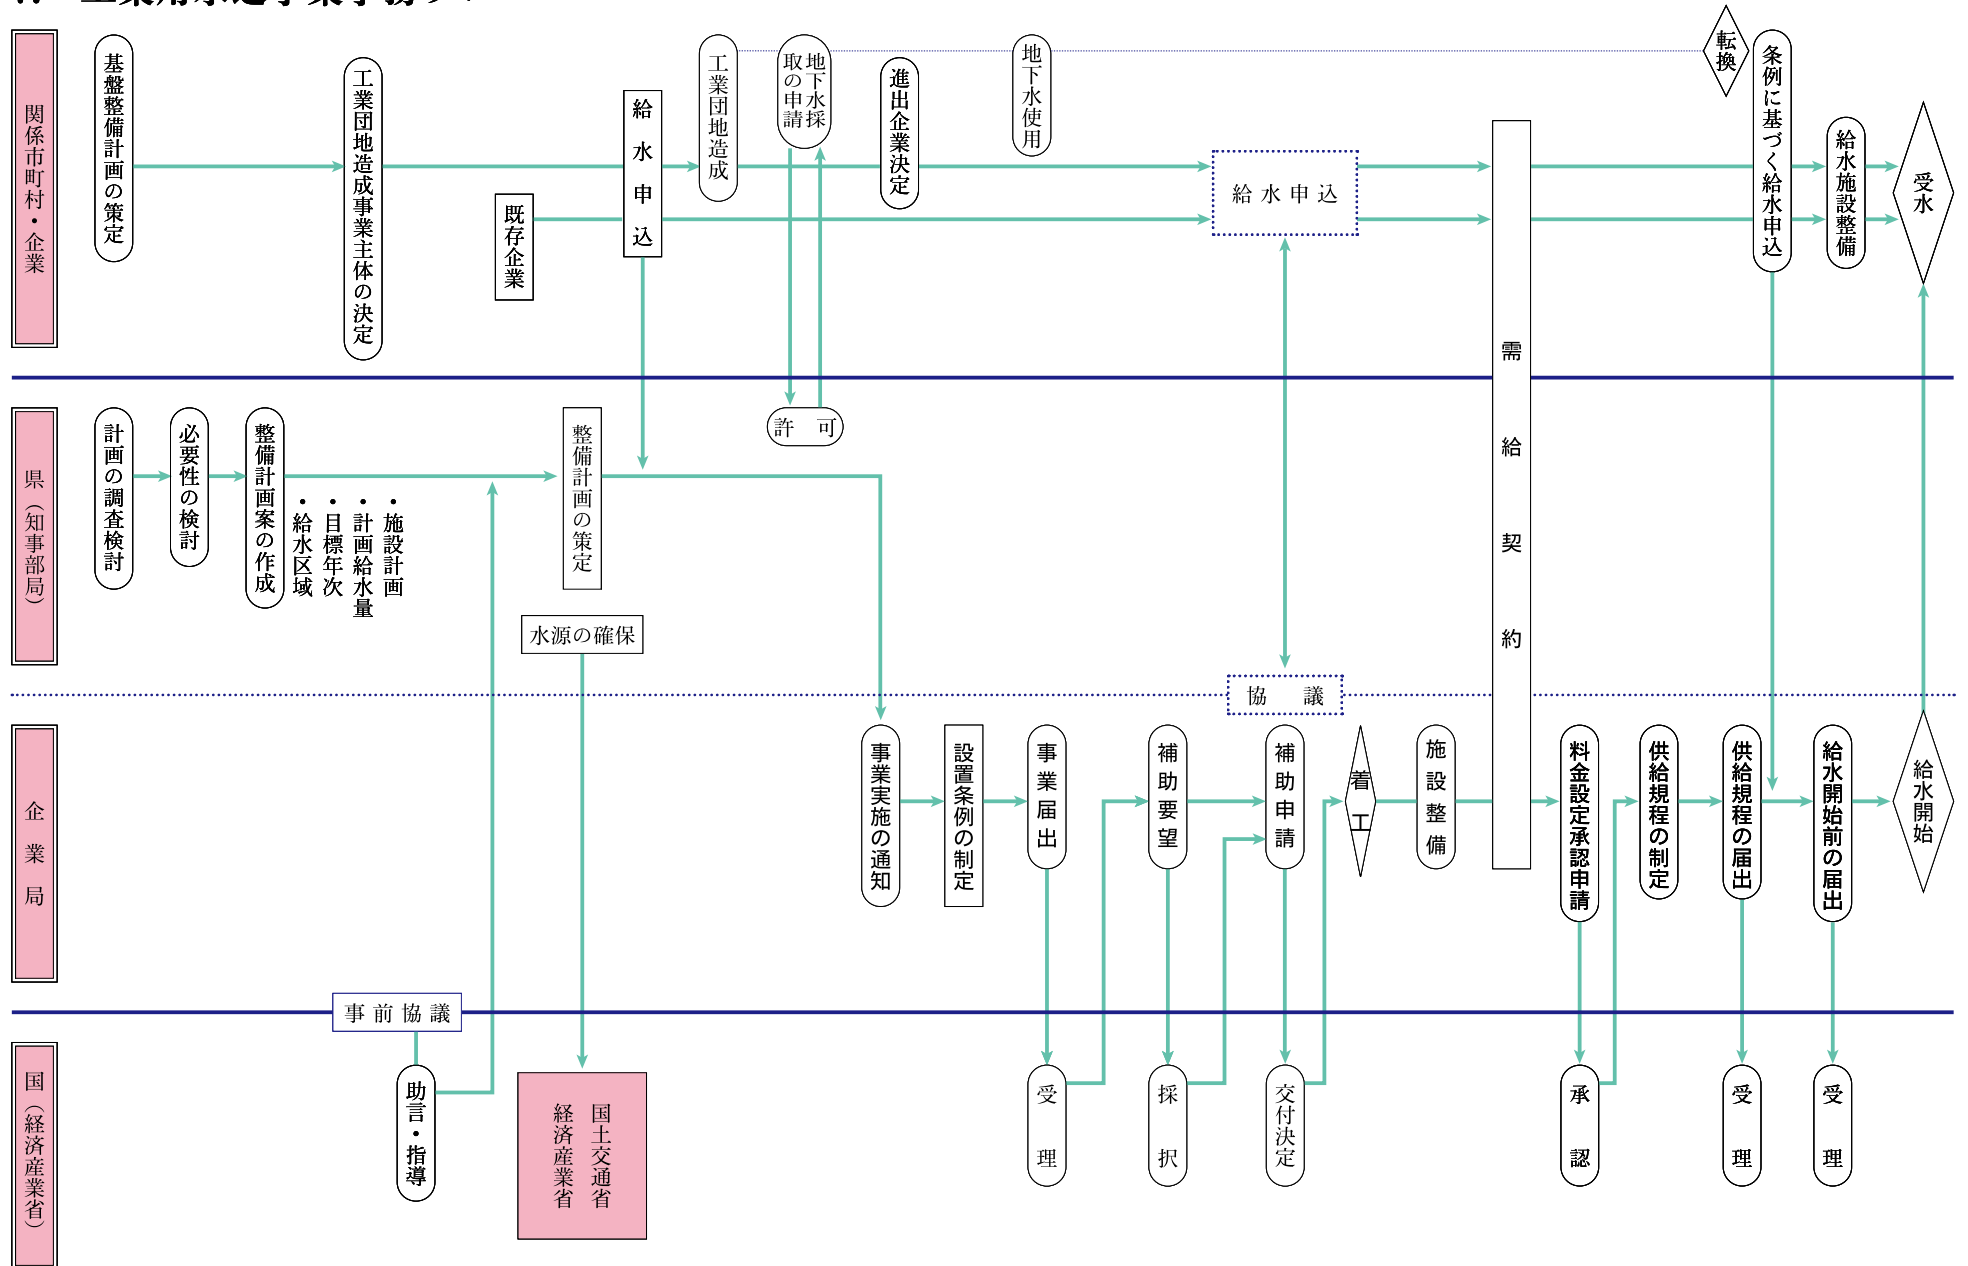 工業用水道事業事務フロー
関係市町村・企業
基盤整備計画の策定
工業団地造成事業主体の決定
既存企業
給水申込
工業団地造成
地下水採
取の申請
進出企業決定
地下水使用
給水申込
転換
条例に基づく給水申込
給水施設整備
受水
需給契約
県（知事部局）
計画の調査検討
必要性の検討
整備計画案の作成
・給水区域
・目標年次
・計画給水量
・施設計画
整備計画の策定
水源の確保
許可
協議
企業局
事業実施の通知
設置条例の制定
事業届出
補助要望
補助申請
着工
施設整備
料金設定承認申請
供給規程の制定
供給規程の届出
給水開始前の届出
給水開始
事前協議
国（経済産業省）
助言・指導
国土交通省
経済産業省
受理
採択
交付決定
承認
受理
受理